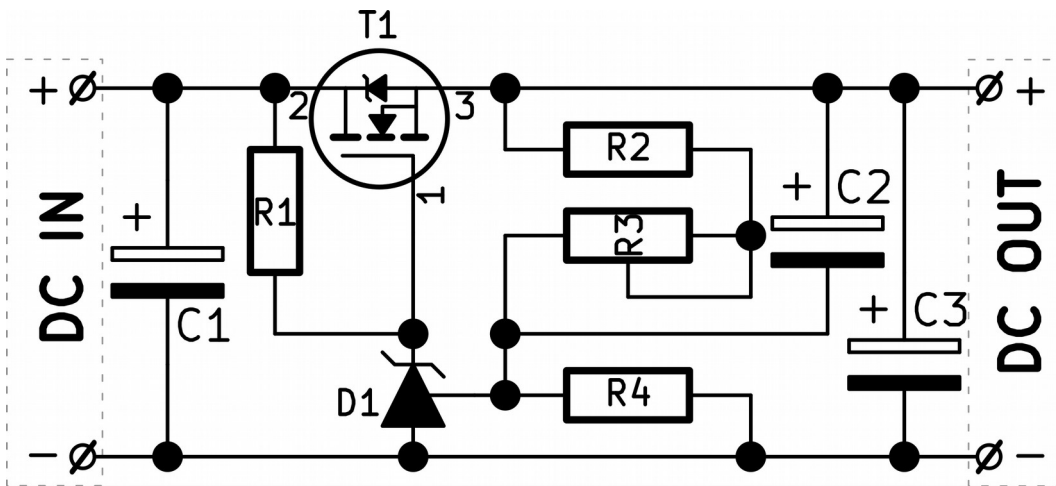 T1
+
2
3
+
R2
DC IN
+
R1
1
R3
+
C2
DC OUT
C1
+
C3
D1
R4
−
−